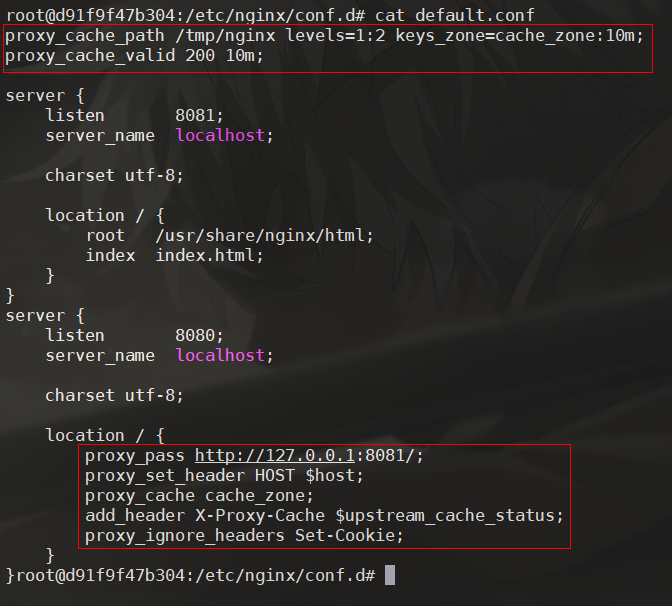 root@d91f9f47b304:/etc/nginx/conf.d# cat default.conf
proxy_cache_path /tmp/nginx levels=1:2 keys_zone=cache_zone:10m;
proxy_cache_valid 200 10m;
server {
    listen       8081;
    server_name  localhost;
    charset utf-8;
    location / {
        root   /usr/share/nginx/html;
        index  index.html;
    }
}
server {
    listen       8080;
    server_name  localhost;
    charset utf-8;
    location / {
        proxy_pass http://127.0.0.1:8081/;
        proxy_set_header HOST $host;
        proxy_cache cache_zone;
        add_header X-Proxy-Cache $upstream_cache_status;
        proxy_ignore_headers Set-Cookie;
    }
}root@d91f9f47b304:/etc/nginx/conf.d#